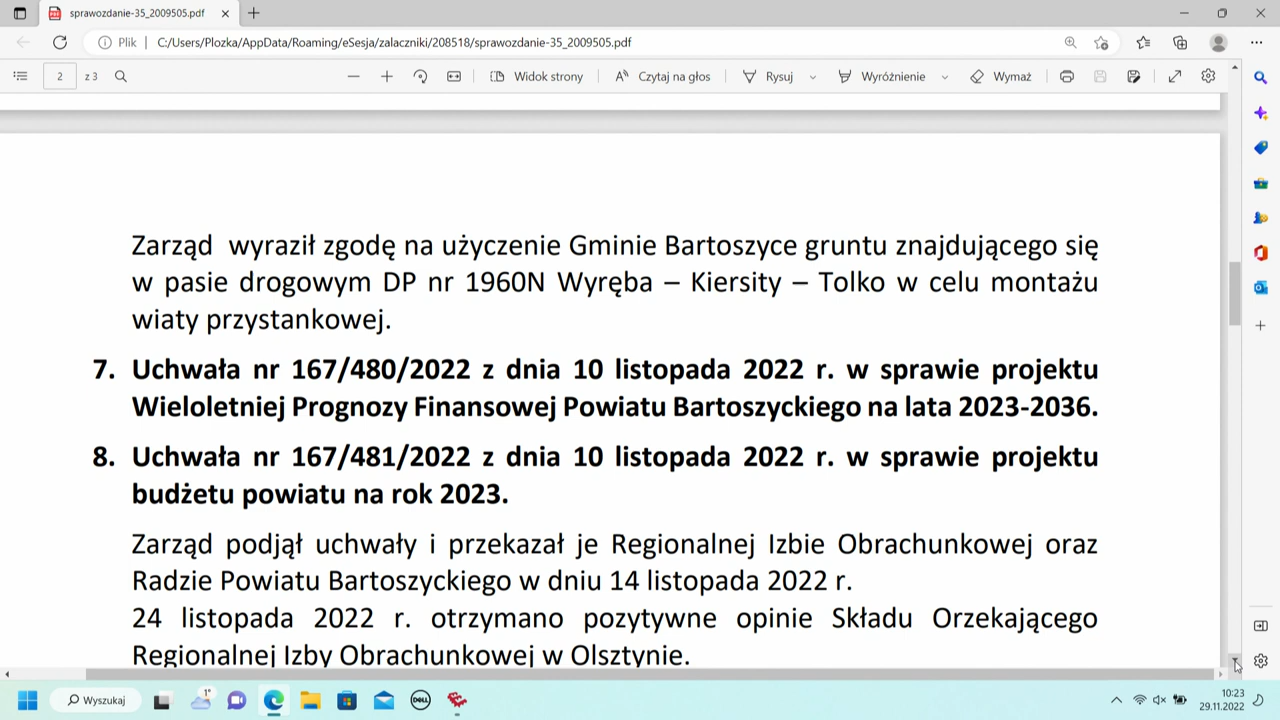 sprawozdanie-35_2009505.pdf
Plik | C:/Users/Plozka/AppData/Roaming/eSesja/zalaczniki/208518/sprawozdanie-35_2009505.pdf
2 z 3 Widok strony Czytaj na głos Rysuj Wyróżnienie Wymaż
Zarząd wyraził zgodę na użyczenie Gminie Bartoszyce gruntu znajdującego się
w pasie drogowym DP nr 1960N Wyręba – Kiersity – Tolko w celu montażu
wiaty przystankowej.
7. Uchwała nr 167/480/2022 z dnia 10 listopada 2022 r. w sprawie projektu
Wieloletniej Prognozy Finansowej Powiatu Bartoszyckiego na lata 2023-2036.
8. Uchwała nr 167/481/2022 z dnia 10 listopada 2022 r. w sprawie projektu
budżetu powiatu na rok 2023.
Zarząd podjął uchwały i przekazał je Regionalnej Izbie Obrachunkowej oraz
Radzie Powiatu Bartoszyckiego w dniu 14 listopada 2022 r.
24 listopada 2022 r. otrzymano pozytywne opinie Składu Orzekającego
Regionalnej Izby Obrachunkowej w Olsztynie.
Wyszukaj 1° DELL 10:23
29.11.2022